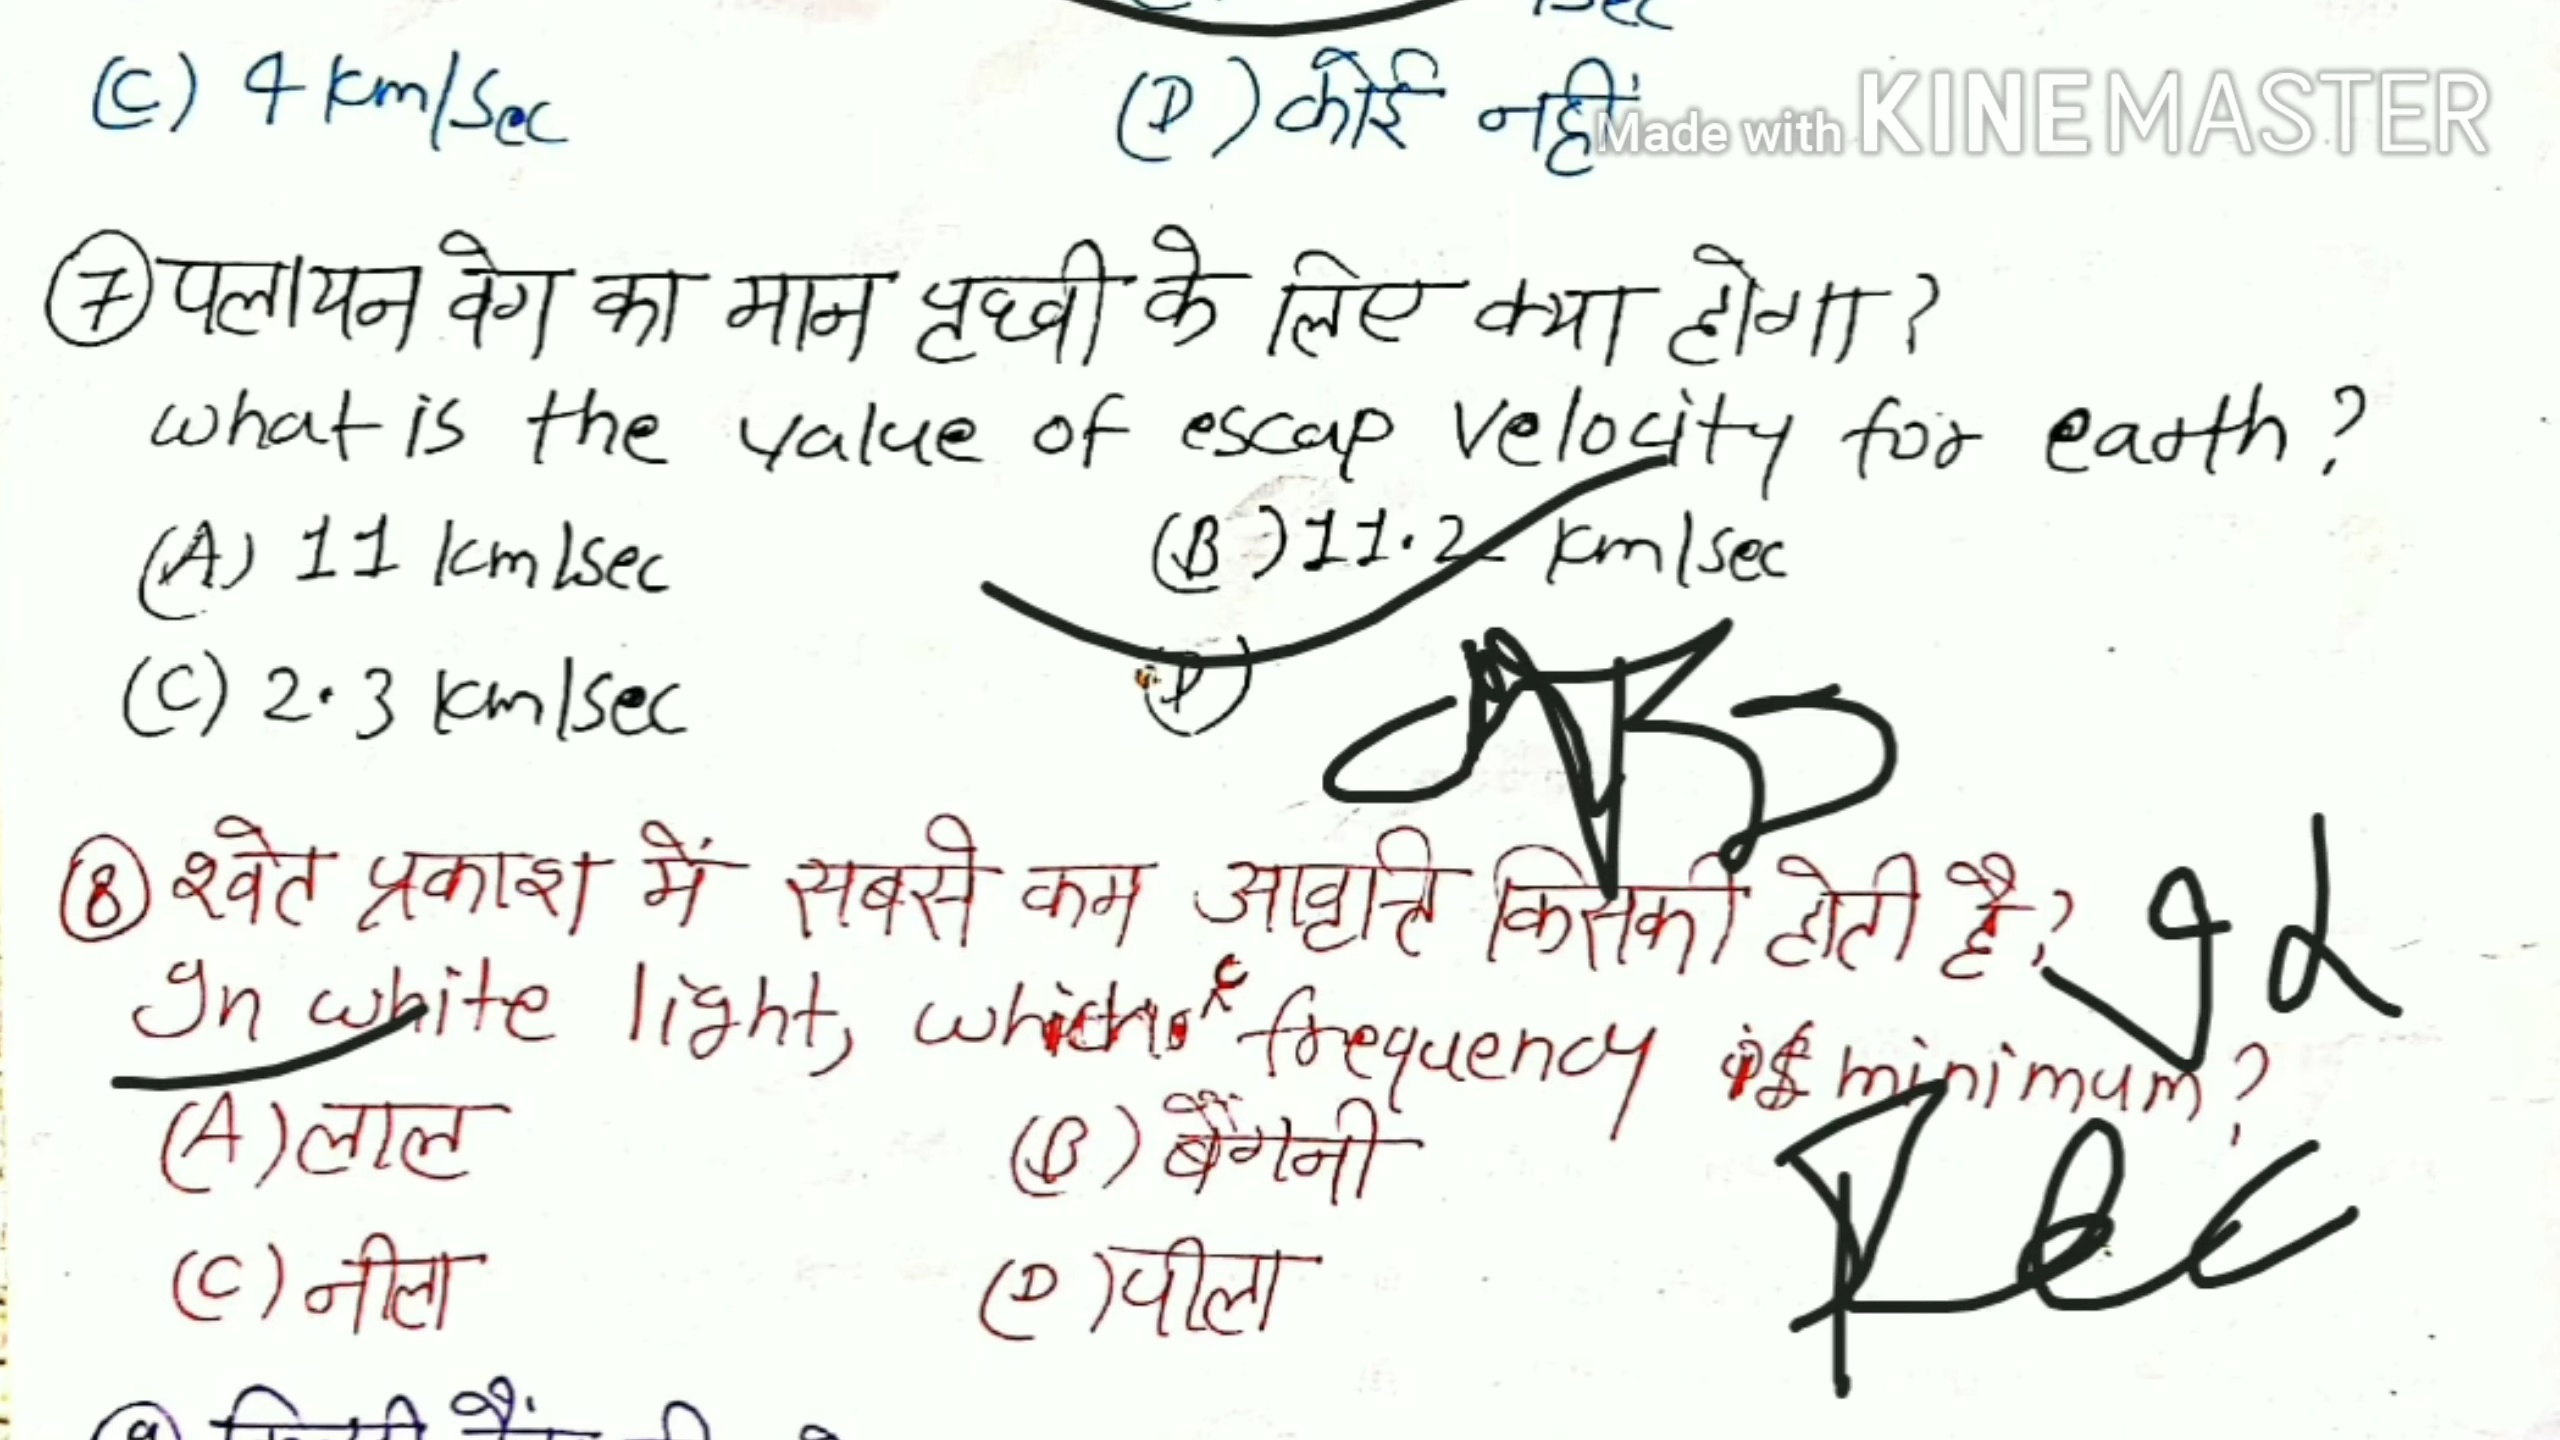 sec
(C) 4 km/sec (D) कोई नहीं
Made with KINEMASTER
(7) पलायन वेग का मान पृथ्वी के लिए क्या होगा?
what is the value of escap velocity for earth?
(A) 11 km/sec (B) 11.2 km/sec
(C) 2.3 km/sec (D)
(8) श्वेत प्रकाश में सबसे कम आवृत्ति किसकी होती है?
In white light, which frequency is minimum?
(A) लाल (B) बैंगनी
(C) नीला (D) पीला